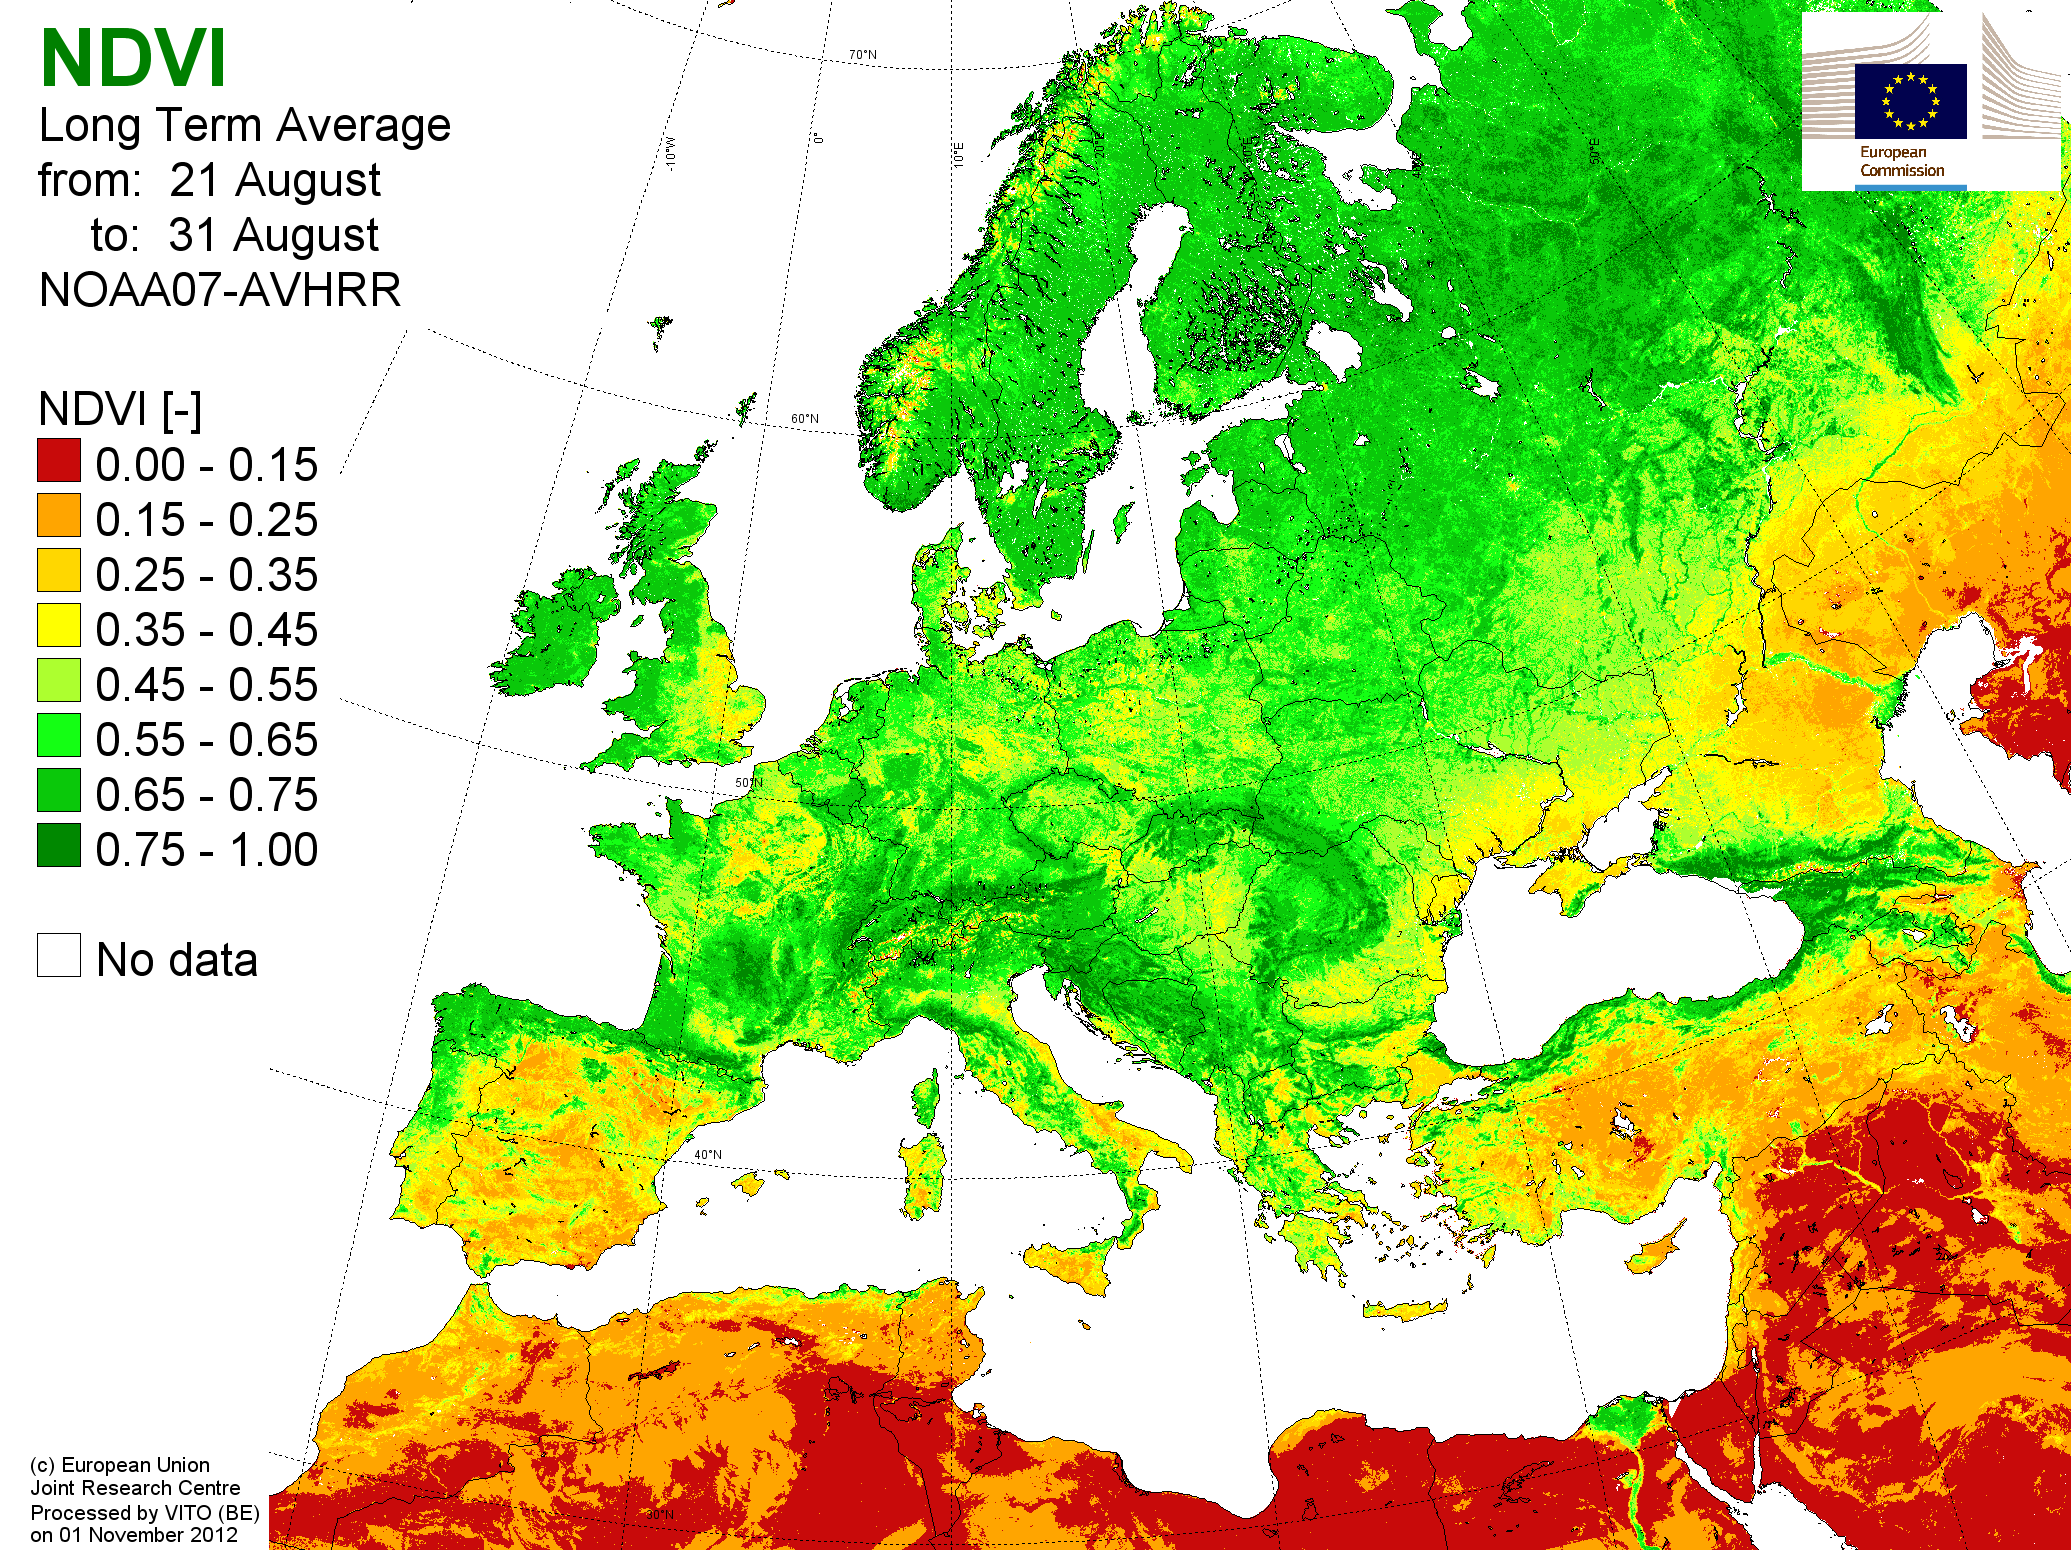 NDVI
Long Term Average
from: 21 August
to: 31 August
NOAA07-AVHRR
NDVI [-]
0.00 - 0.15
0.15 - 0.25
0.25 - 0.35
0.35 - 0.45
0.45 - 0.55
0.55 - 0.65
0.65 - 0.75
0.75 - 1.00
No data
European
Commission
70°N
-10°W
0°
10°E
20°E
60°N
50°N
40°N
30°N
(c) European Union
Joint Research Centre
Processed by VITO (BE)
on 01 November 2012